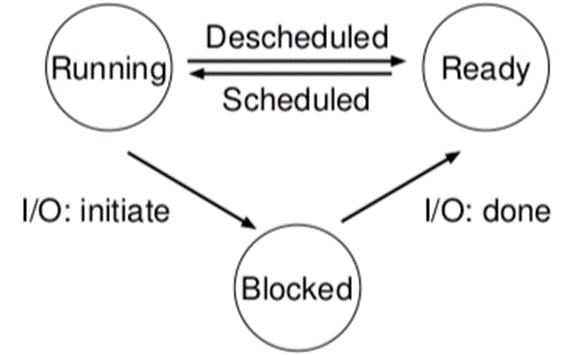 Descheduled
Running
Ready
Scheduled
I/O: initiate
I/O: done
Blocked